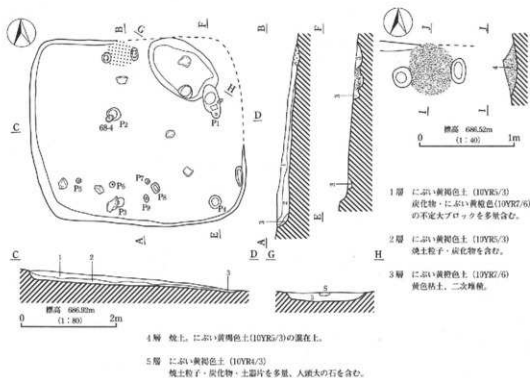 B
G
F
H
D
C
P1
P2
68-4
P3
P4
P5
P6
P7
P8
P9
A
E
B
F
D
1
2
3
3
A
E
I
I
4
I
I
0 1m
標高 686.52m
(1:40)
C
1
2
3
D
標高 686.92m
0 2m
(1:80)
G
5
H
1層 にぶい黄褐色土 (10YR5/3)
炭化物・にぶい黄橙色(10YR7/6)
の不定大ブロックを多量含む。
2層 にぶい黄褐色土 (10YR5/3)
焼土粒子・炭化物を含む。
3層 にぶい黄橙色土 (10YR7/6)
黄色粘土、二次堆積。
4層 焼土、にぶい黄褐色土(10YR5/3)の混在土。
5層 にぶい黄褐色土 (10YR4/3)
焼土粒子・炭化物・土器片を多量、人頭大の石を含む。